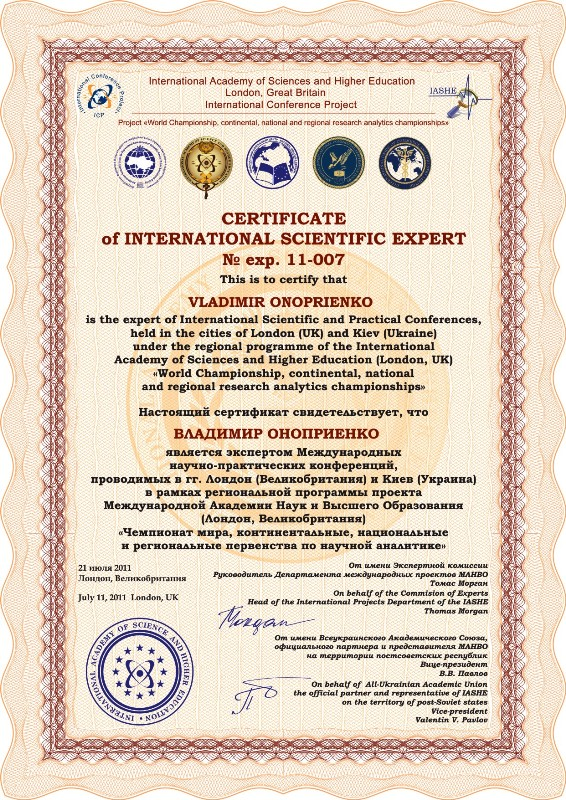 International Conference Project
ICP
International Academy of Sciences and Higher Education
London, Great Britain
International Conference Project
IASHE
Project «World Championship, continental, national and regional research analytics championships»
CERTIFICATE
of INTERNATIONAL SCIENTIFIC EXPERT
№ exp. 11-007
This is to certify that
VLADIMIR ONOPRIENKO
is the expert of International Scientific and Practical Conferences,
held in the cities of London (UK) and Kiev (Ukraine)
under the regional programme of the International
Academy of Sciences and Higher Education (London, UK)
«World Championship, continental, national
and regional research analytics championships»
Настоящий сертификат свидетельствует, что
ВЛАДИМИР ОНОПРИЕНКО
является экспертом Международных
научно-практических конференций,
проводимых в гг. Лондон (Великобритания) и Киев (Украина)
в рамках региональной программы проекта
Международной Академии Наук и Высшего Образования
(Лондон, Великобритания)
«Чемпионат мира, континентальные, национальные
и региональные первенства по научной аналитике»
21 июля 2011
Лондон, Великобритания
July 11, 2011 London, UK
От имени Экспертной комиссии
Руководитель Департамента международных проектов МАНВО
Томас Морган
On behalf of the Commision of Experts
Head of the International Projects Department of the IASHE
Thomas Morgan
Morgan
От имени Всеукраинского Академического Союза,
официального партнера и представителя МАНВО
на территории постсоветских республик
Вице-президент
В.В. Павлов
On behalf of All-Ukrainian Academic Union
the official partner and representative of IASHE
on the territory of post-Soviet states
Vice-president
Valentin V. Pavlov
INTERNATIONAL ACADEMY OF SCIENCE AND HIGHER EDUCATION • LONDON •